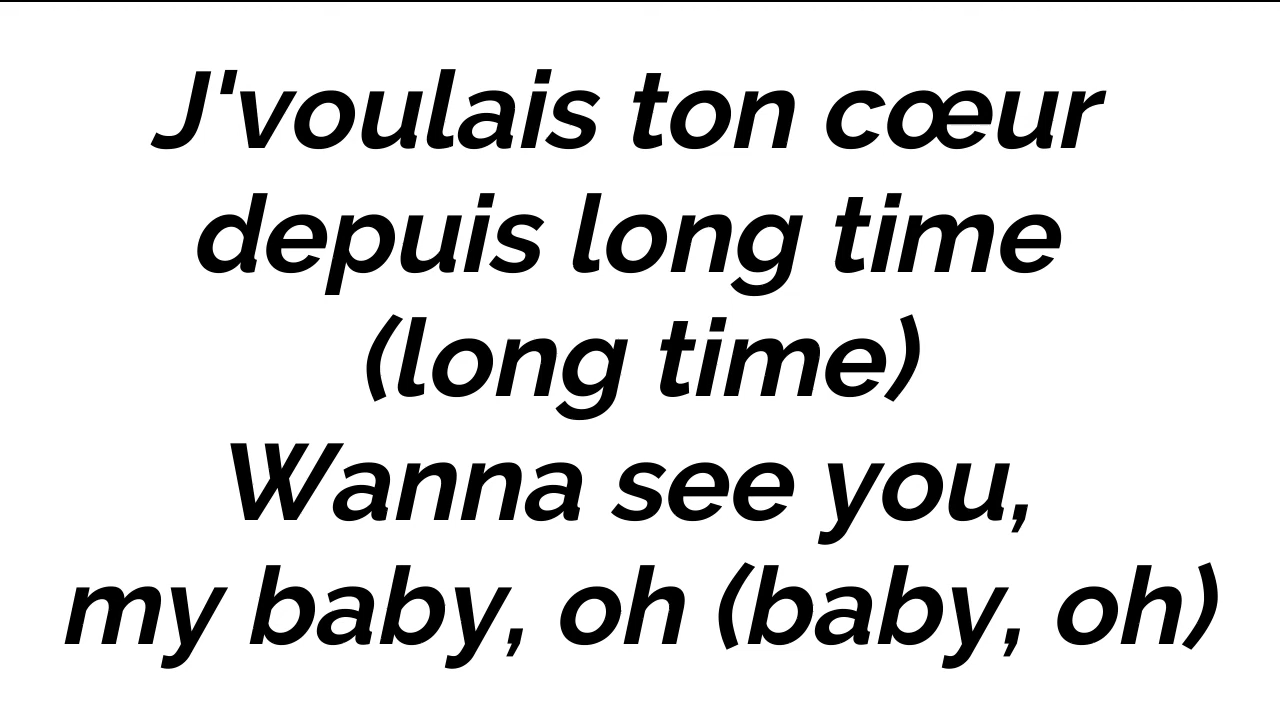 J'voulais ton cœur
depuis long time
(long time)
Wanna see you,
my baby, oh (baby, oh)